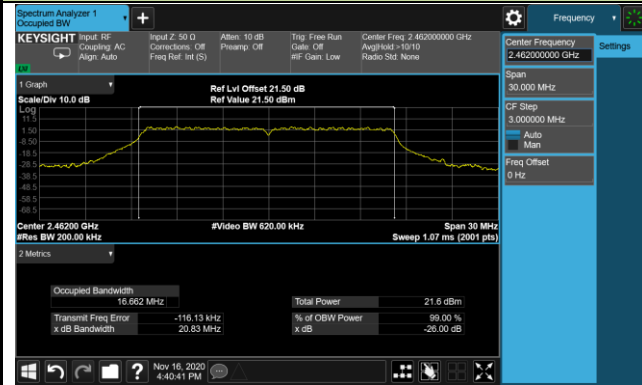 Spectrum Analyzer 1
Occupied BW
Frequency
KEYSIGHT
Input: RF
Coupling: AC
Align: Auto
Input Z: 50 Ω
Corrections: Off
Freq Ref: Int (S)
Atten: 10 dB
Preamp: Off
Trig: Free Run
Gate: Off
#IF Gain: Low
Center Freq: 2.462000000 GHz
Avg|Hold:>10/10
Radio Std: None
Center Frequency
2.462000000 GHz
Settings
Span
30.000 MHz
CF Step
3.000000 MHz
Auto
Man
Freq Offset
0 Hz
1 Graph
Scale/Div 10.0 dB
Ref Lvl Offset 21.50 dB
Ref Value 21.50 dBm
Log
11.5
1.50
-8.50
-18.5
-28.5
-38.5
-48.5
-58.5
-68.5
Center 2.46200 GHz
#Res BW 200.00 kHz
#Video BW 620.00 kHz
Span 30 MHz
Sweep 1.07 ms (2001 pts)
2 Metrics
Occupied Bandwidth
16.662 MHz
Total Power 21.6 dBm
Transmit Freq Error -116.13 kHz
% of OBW Power 99.00 %
x dB Bandwidth 20.83 MHz
x dB -26.00 dB
?
Nov 16, 2020
4:40:41 PM